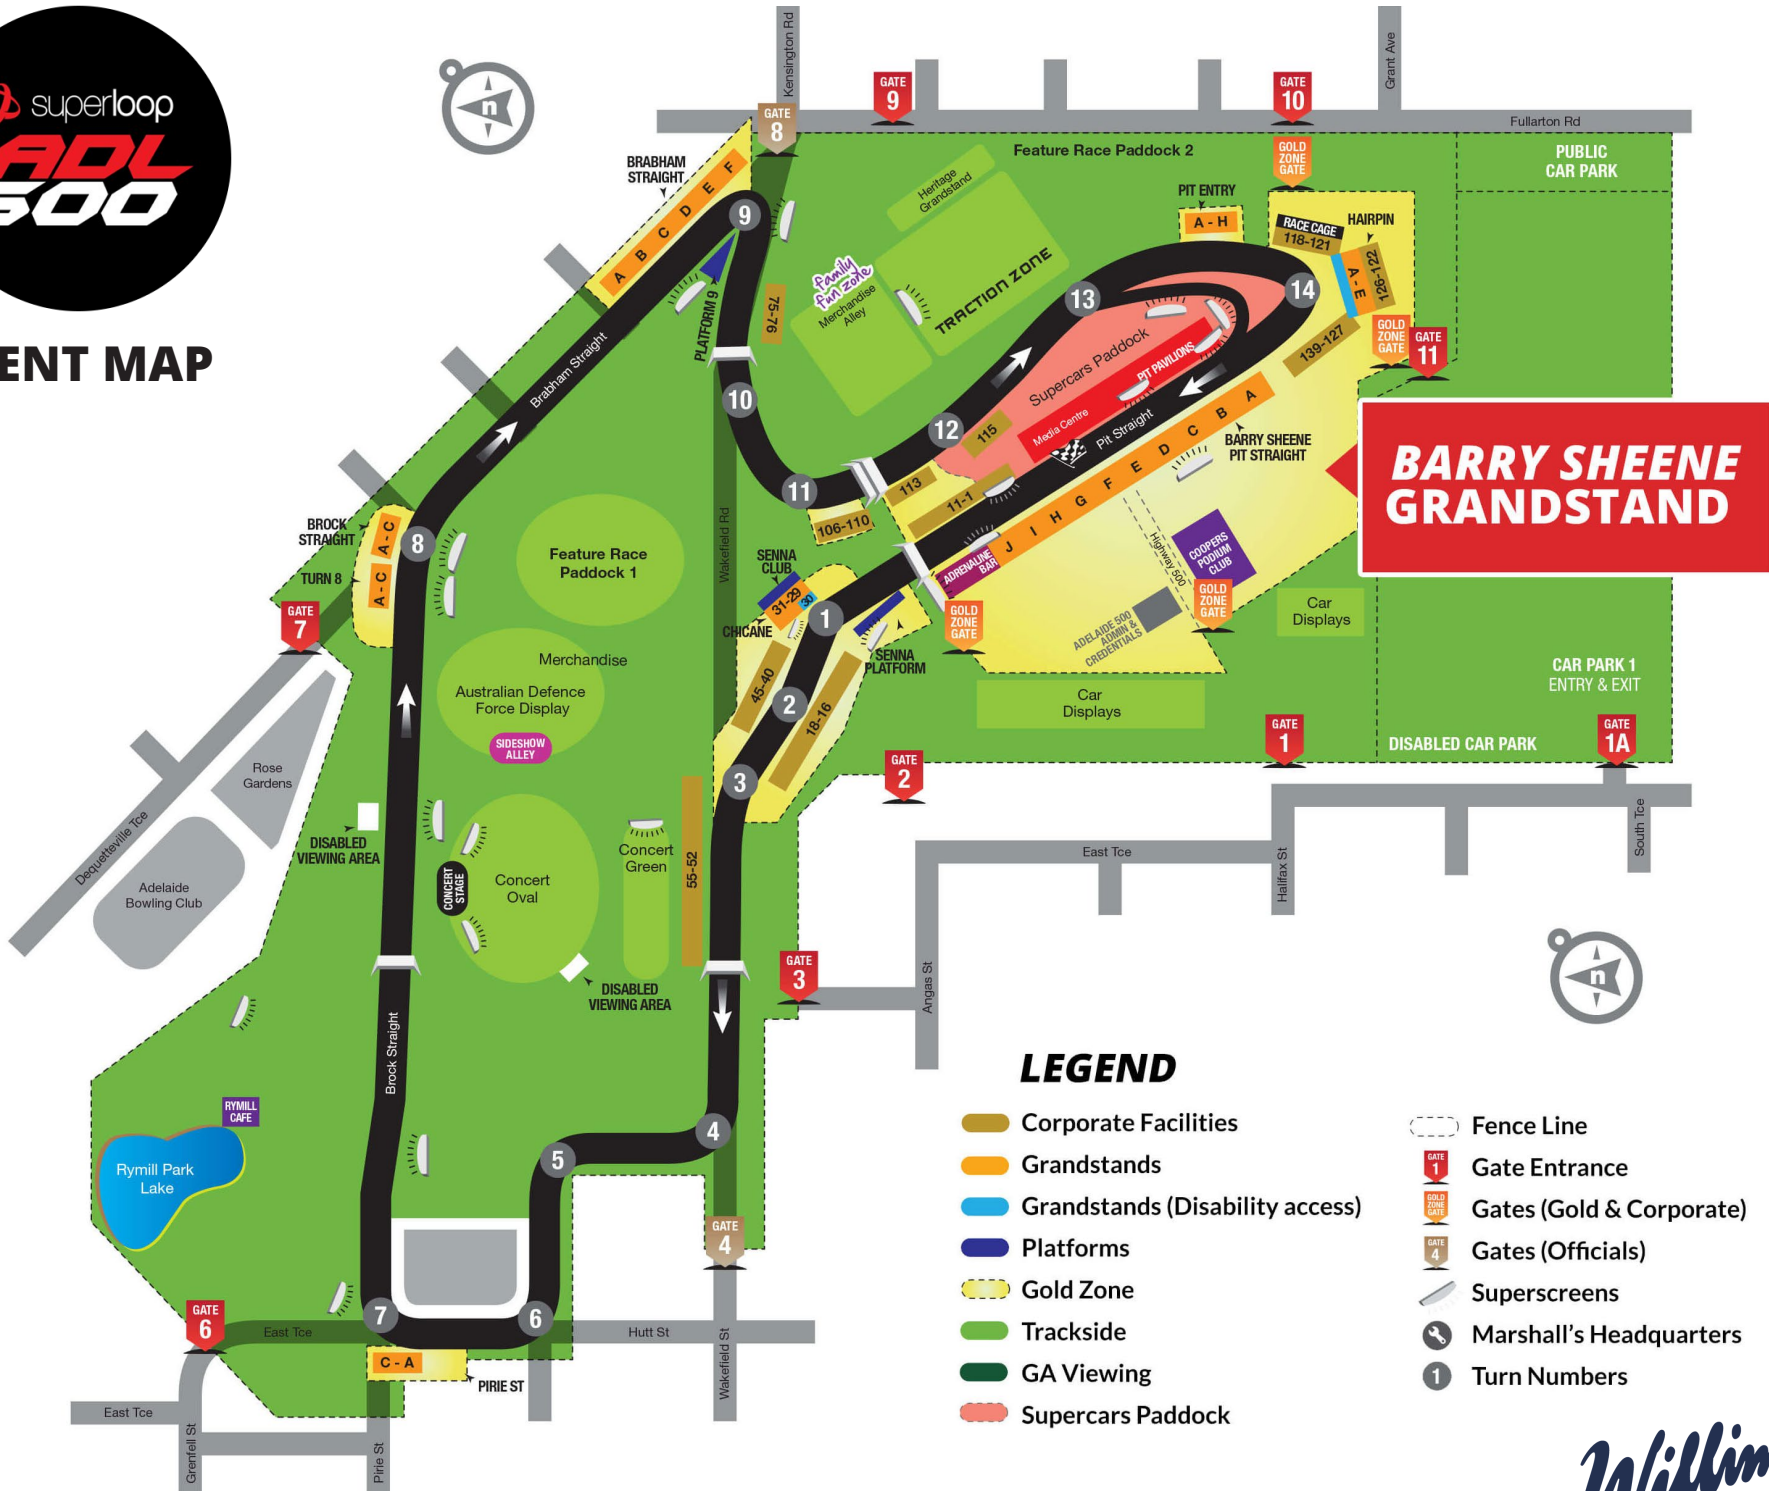 superloop
ADL
500
ENT MAP
n
Kensington Rd
Grant Ave
GATE
8
GATE
9
GATE
10
Fullarton Rd
Feature Race Paddock 2
GOLD
ZONE
GATE
PUBLIC
CAR PARK
BRABHAM
STRAIGHT
A B C D E F
9
Heritage
Grandstand
PIT ENTRY
A - H
RACE CAGE
118-121
HAIRPIN
A - E
126-122
TRACTION ZONE
family
fun zone
Merchandise
Alley
PLATFORM 9
75-76
13
14
139-127
GOLD
ZONE
GATE
GATE
11
Brabham Straight
Supercars Paddock
PIT PAVILIONS
Media Centre
Pit Straight
10
12
115
J I H G F E D C B A
BARRY SHEENE
PIT STRAIGHT
BARRY SHEENE
GRANDSTAND
11
113
11-1
106-110
Wakefield Rd
BROCK
STRAIGHT
A - C
8
TURN 8
A - C
GATE
7
Feature Race
Paddock 1
SENNA
CLUB
31-29
30
CHICANE
1
ADRENALINE
BAR
Highway 500
COOPERS
PODIUM
CLUB
GOLD
ZONE
GATE
GOLD
ZONE
GATE
ADELAIDE 500
ADMIN &
CREDENTIALS
Car
Displays
SENNA
PLATFORM
Merchandise
Australian Defence
Force Display
SIDESHOW
ALLEY
45-40
2
18-16
3
Car
Displays
CAR PARK 1
ENTRY & EXIT
GATE
1
DISABLED CAR PARK
GATE
1A
GATE
2
Rose
Gardens
Dequetteville Tce
DISABLED
VIEWING AREA
Adelaide
Bowling Club
CONCERT
STAGE
Concert
Oval
Concert
Green
55-52
East Tce
Halifax St
South Tce
GATE
3
Angas St
DISABLED
VIEWING AREA
n
Brock Straight
RYMILL
CAFE
Rymill Park
Lake
4
5
GATE
4
6
7
GATE
6
East Tce
Hutt St
C - A
PIRIE ST
Wakefield St
East Tce
Grenfell St
Pirie St
LEGEND
Corporate Facilities
Grandstands
Grandstands (Disability access)
Platforms
Gold Zone
Trackside
GA Viewing
Supercars Paddock
Fence Line
GATE
1
Gate Entrance
GOLD
ZONE
GATE
Gates (Gold & Corporate)
GATE
4
Gates (Officials)
Superscreens
Marshall's Headquarters
1
Turn Numbers